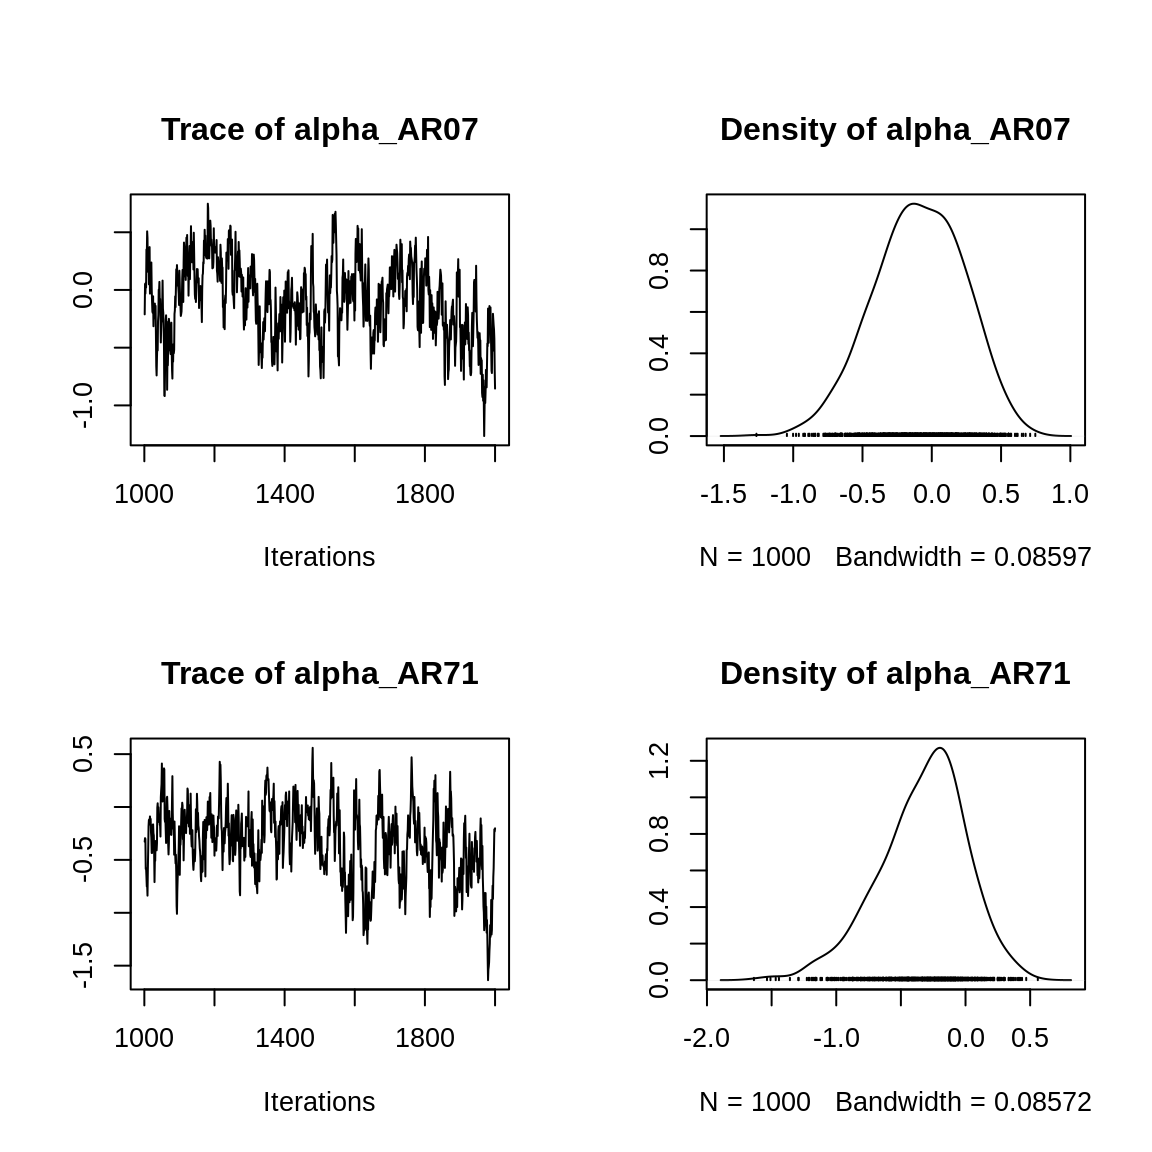 Trace of alpha_AR07
Density of alpha_AR07
0.0
-1.0
1000 1400 1800
Iterations
0.8
0.4
0.0
-1.5 -1.0 -0.5 0.0 0.5 1.0
N = 1000 Bandwidth = 0.08597
Trace of alpha_AR71
Density of alpha_AR71
0.5
-0.5
-1.5
1000 1400 1800
Iterations
1.2
0.8
0.4
0.0
-2.0 -1.0 0.0 0.5
N = 1000 Bandwidth = 0.08572